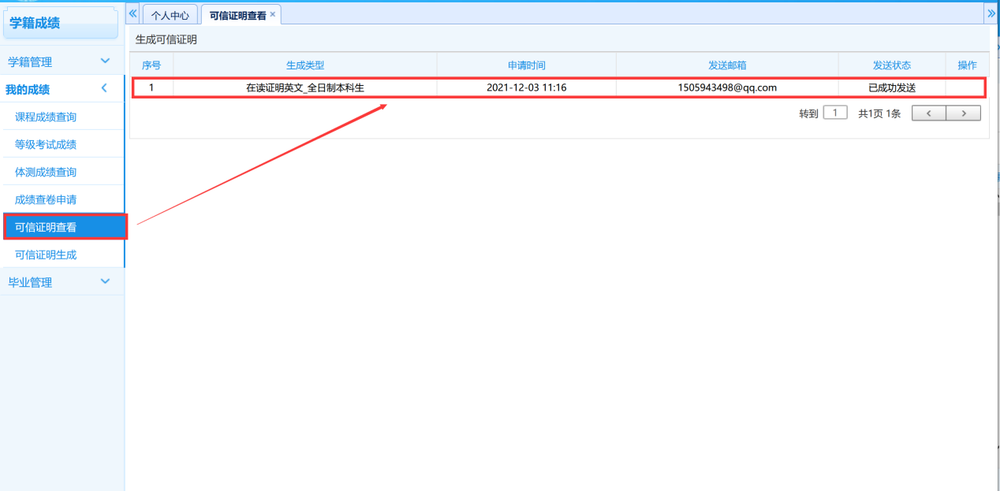 学籍成绩
个人中心
可信证明查看
生成可信证明
序号 生成类型 申请时间 发送邮箱 发送状态 操作
1 在读证明英文_全日制本科生 2021-12-03 11:16 1505943498@qq.com 已成功发送
转到 1 共1页 1条
学籍管理
我的成绩
课程成绩查询
等级考试成绩
体测成绩查询
成绩查卷申请
可信证明查看
可信证明生成
毕业管理